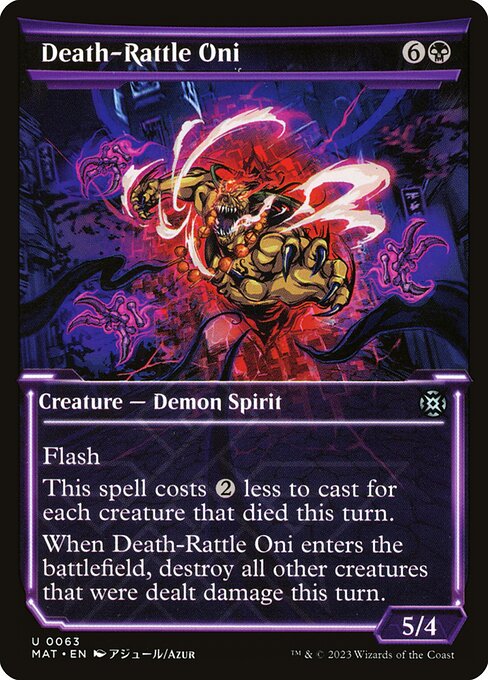 Death-Rattle Oni 6
Creature — Demon Spirit
Flash
This spell costs 2 less to cast for
each creature that died this turn.
When Death-Rattle Oni enters the
battlefield, destroy all other creatures
that were dealt damage this turn.
5/4
U 0063
MAT • EN アジュール/AZUR
™ & © 2023 Wizards of the Coast